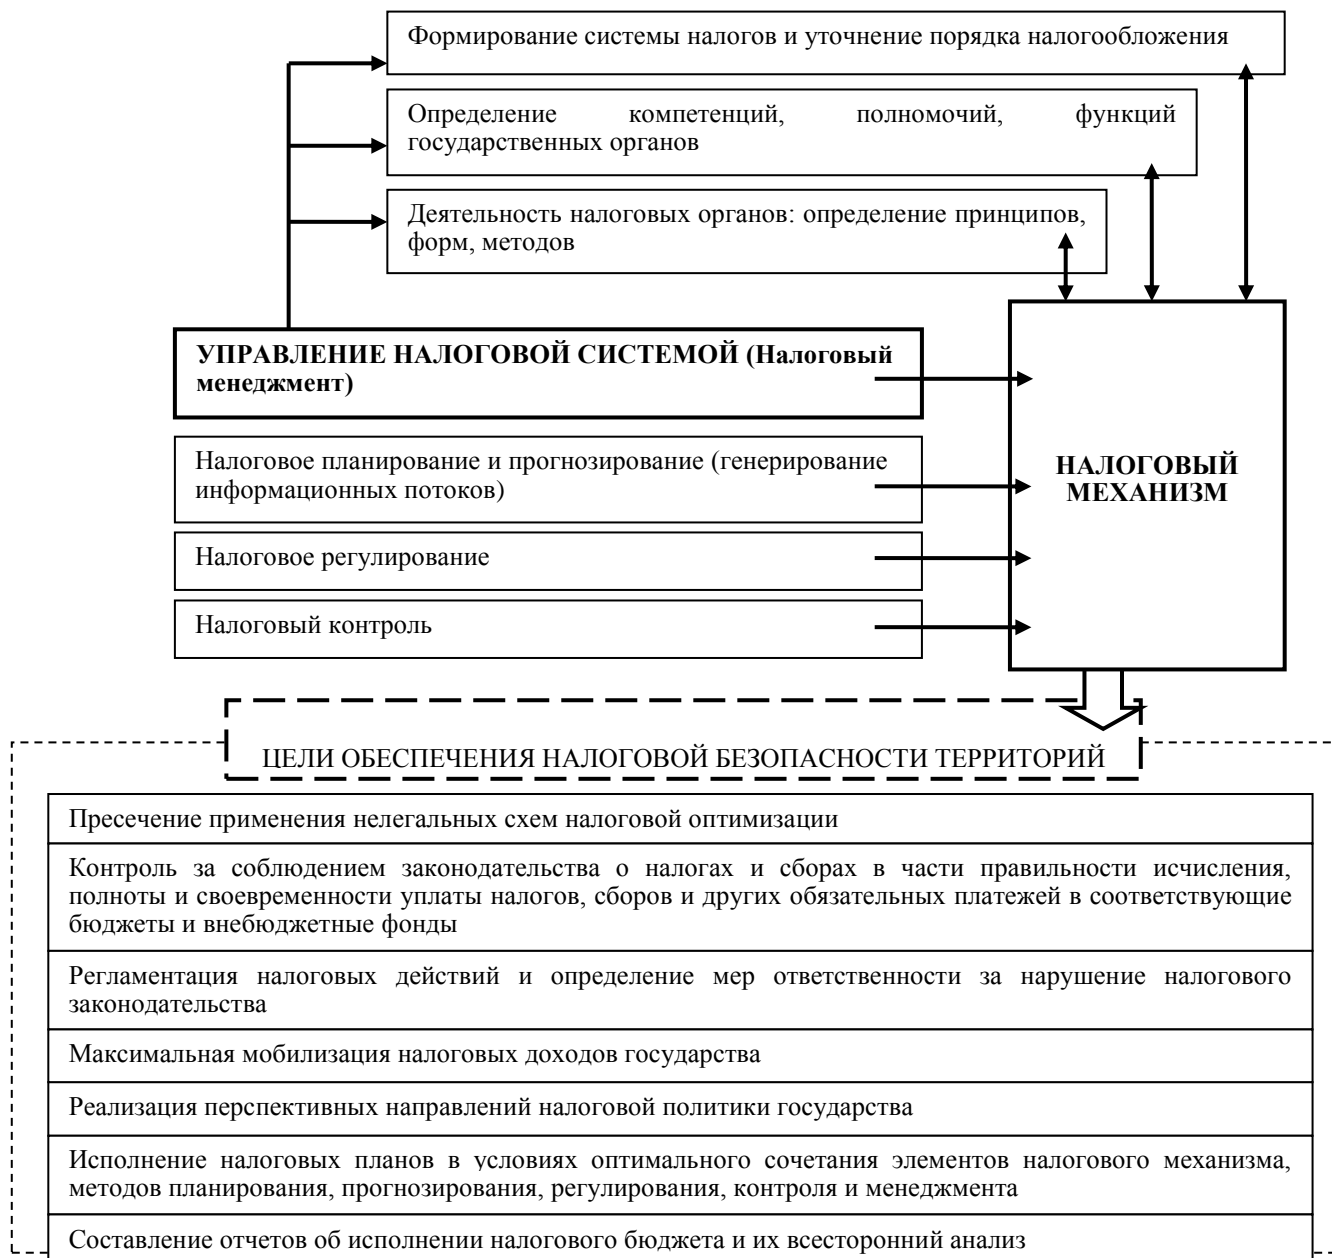 Формирование системы налогов и уточнение порядка налогообложения
Определение компетенций, полномочий, функций
государственных органов
Деятельность налоговых органов: определение принципов,
форм, методов
УПРАВЛЕНИЕ НАЛОГОВОЙ СИСТЕМОЙ (Налоговый
менеджмент)
Налоговое планирование и прогнозирование (генерирование
информационных потоков)
Налоговое регулирование
Налоговый контроль
НАЛОГОВЫЙ
МЕХАНИЗМ
ЦЕЛИ ОБЕСПЕЧЕНИЯ НАЛОГОВОЙ БЕЗОПАСНОСТИ ТЕРРИТОРИЙ
Пресечение применения нелегальных схем налоговой оптимизации
Контроль за соблюдением законодательства о налогах и сборах в части правильности исчисления,
полноты и своевременности уплаты налогов, сборов и других обязательных платежей в соответствующие
бюджеты и внебюджетные фонды
Регламентация налоговых действий и определение мер ответственности за нарушение налогового
законодательства
Максимальная мобилизация налоговых доходов государства
Реализация перспективных направлений налоговой политики государства
Исполнение налоговых планов в условиях оптимального сочетания элементов налогового механизма,
методов планирования, прогнозирования, регулирования, контроля и менеджмента
Составление отчетов об исполнении налогового бюджета и их всесторонний анализ